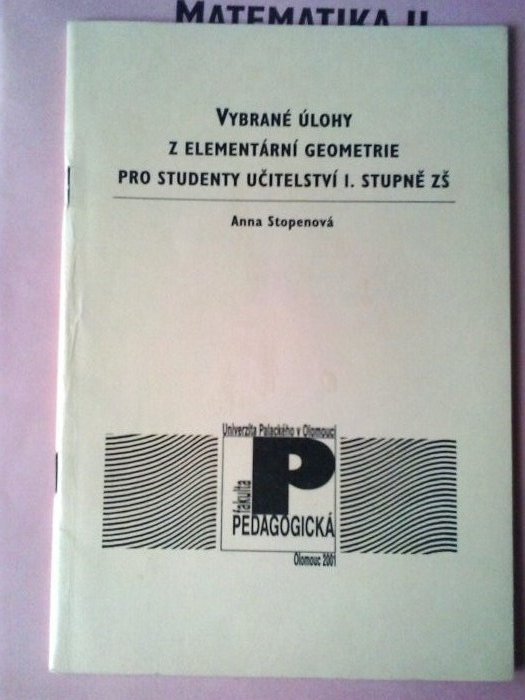 MATEMATIKA II
VYBRANÉ ÚLOHY
Z ELEMENTÁRNÍ GEOMETRIE
PRO STUDENTY UČITELSTVÍ I. STUPNĚ ZŠ
Anna Stopenová
Univerzita Palackého v Olomouci
P
fakulta
PEDAGOGICKÁ
Olomouc 2001